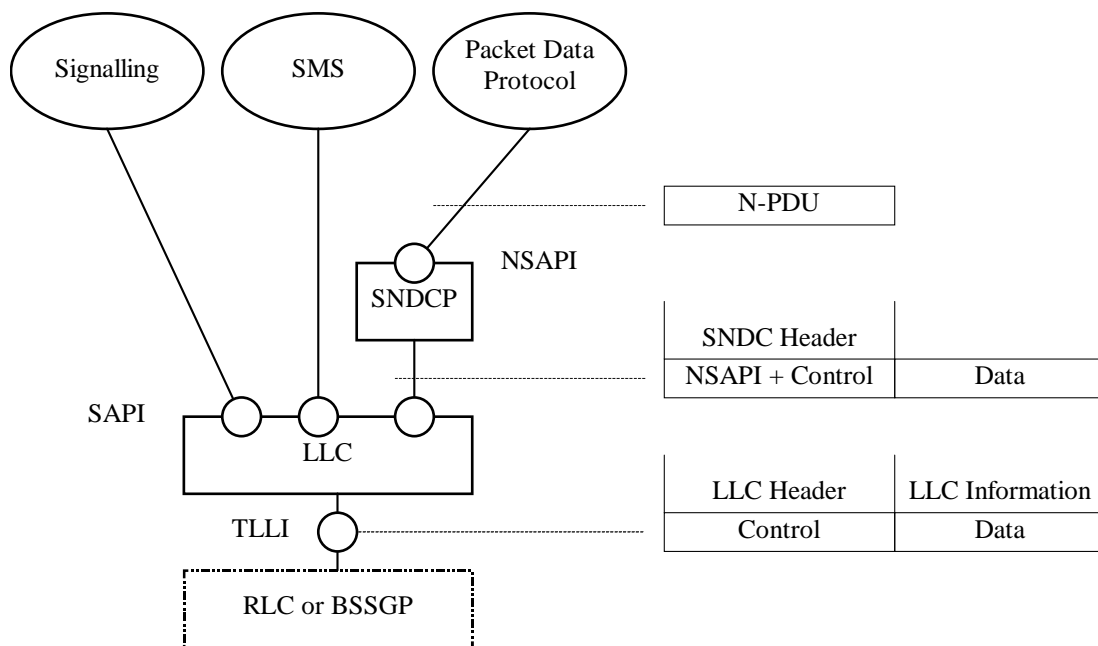 Signalling
SMS
Packet Data
Protocol
N-PDU
NSAPI
SNDCP
SNDC Header
NSAPI + Control
Data
SAPI
LLC
LLC Header
LLC Information
TLLI
Control
Data
RLC or BSSGP